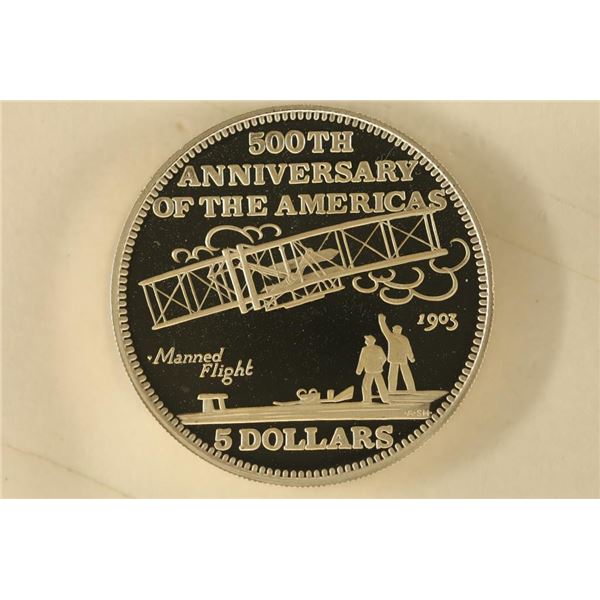 500TH
ANNIVERSARY
OF THE AMERICAS
1903
Manned
Flight
5 DOLLARS